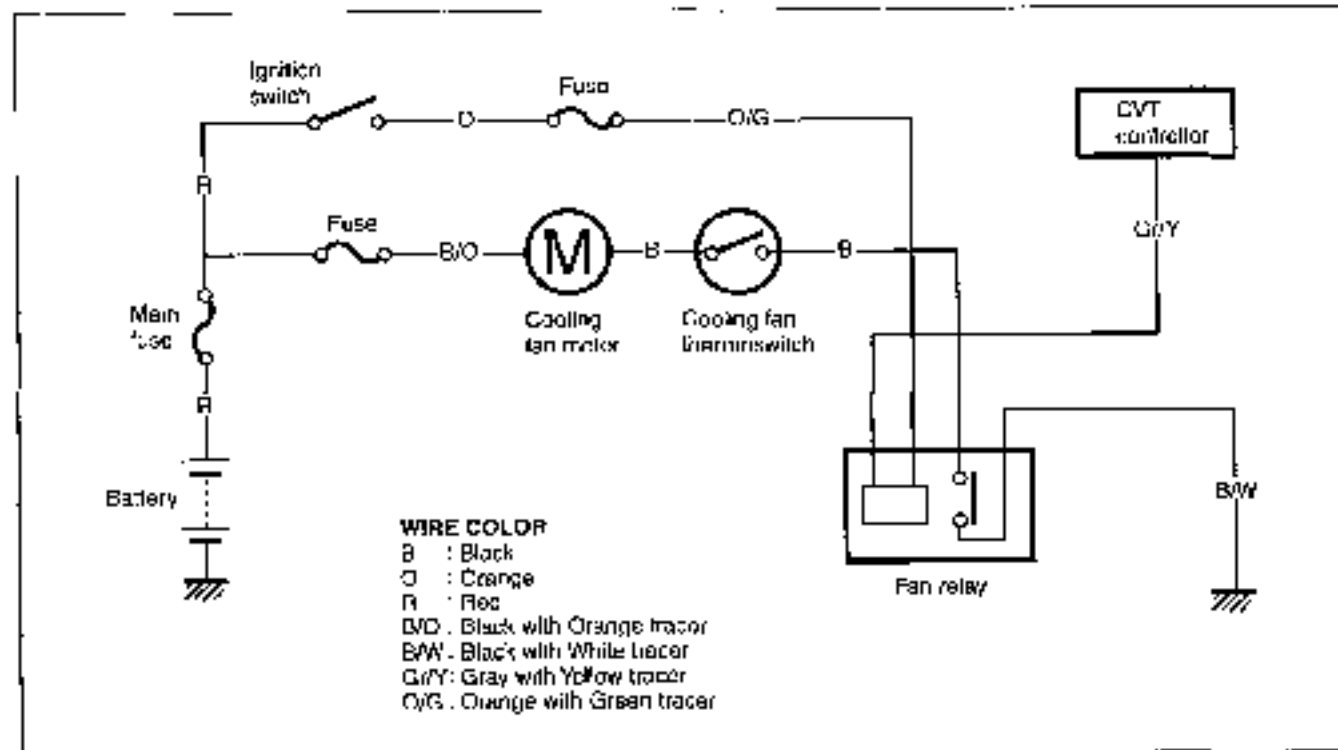 Ignition
switch
Fuse
O
O/G
CVT
controller
R
Fuse
B/O
M
B
B
Gr/Y
Main
fuse
Cooling
fan motor
Cooling fan
thermoswitch
R
Battery
B/W
Fan relay
WIRE COLOR
B : Black
O : Orange
R : Red
B/O : Black with Orange tracer
B/W : Black with White tracer
Gr/Y : Gray with Yellow tracer
O/G : Orange with Green tracer